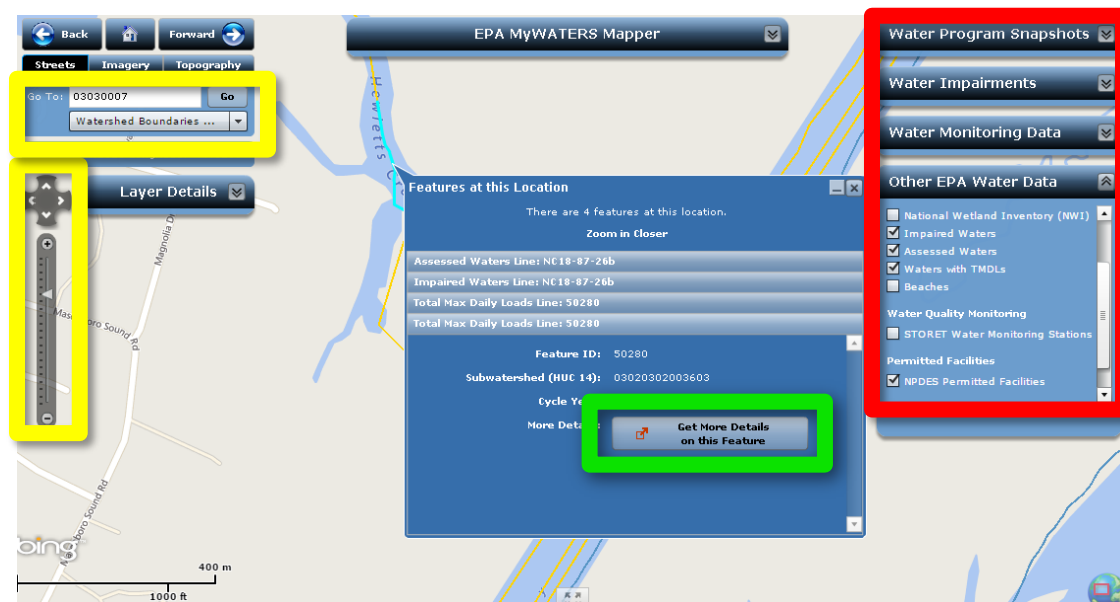 Back
Forward
EPA MyWATERS Mapper
Streets Imagery Topography
Go To: 03030007 Go
Watershed Boundaries ...
Layer Details
Water Program Snapshots
Water Impairments
Water Monitoring Data
Other EPA Water Data
National Wetland Inventory (NWI)
Impaired Waters
Assessed Waters
Waters with TMDLs
Beaches
Water Quality Monitoring
STORET Water Monitoring Stations
Permitted Facilities
NPDES Permitted Facilities
Howletts
Features at this Location
There are 4 features at this location.
Zoom in Closer
Assessed Waters Line: NC18-87-26b
Impaired Waters Line: NC18-87-26b
Total Max Daily Loads Line: 50280
Total Max Daily Loads Line: 50280
Feature ID: 50280
Subwatershed (HUC 14): 03020302003603
Cycle
More
Get More Details
on this Feature
Magnolia Dr
Sound Rd
Sound Rd
bing
400 m
1000 ft